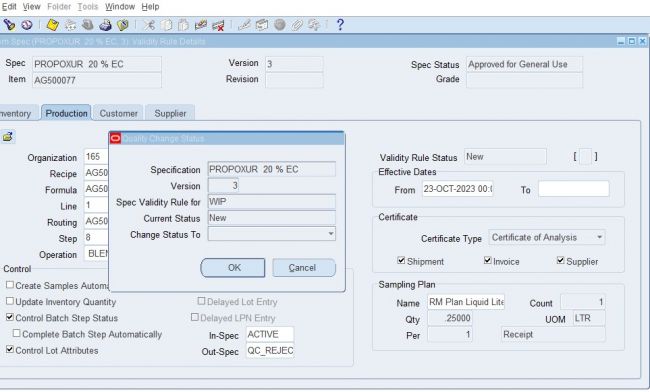 Edit View Folder Tools Window Help
(PROPOXUR 20 % EC, 3): Validity Rule Details
Spec PROPOXUR 20 % EC Version 3 Spec Status Approved for General Use
Item AG500077 Revision Grade
Production Customer Supplier
Quality Change Status
Specification PROPOXUR 20 % EC
Version 3
Spec Validity Rule for WIP
Current Status New
Change Status To
OK Cancel
Organization 165
Recipe AG50
Formula AG50
Line 1
Routing AG50
Step 8
Operation BLEN
Validity Rule Status New [ ]
Effective Dates
From 23-OCT-2023 00:0 To
Certificate
Certificate Type Certificate of Analysis
Shipment Invoice Supplier
Control
Create Samples Automa
Update Inventory Quantity Delayed Lot Entry
Control Batch Step Status Delayed LPN Entry
Complete Batch Step Automatically In-Spec ACTIVE
Control Lot Attributes Out-Spec QC_REJEC
Sampling Plan
Name RM Plan Liquid Lite Count 1
Qty .25000 UOM LTR
Per 1 Receipt